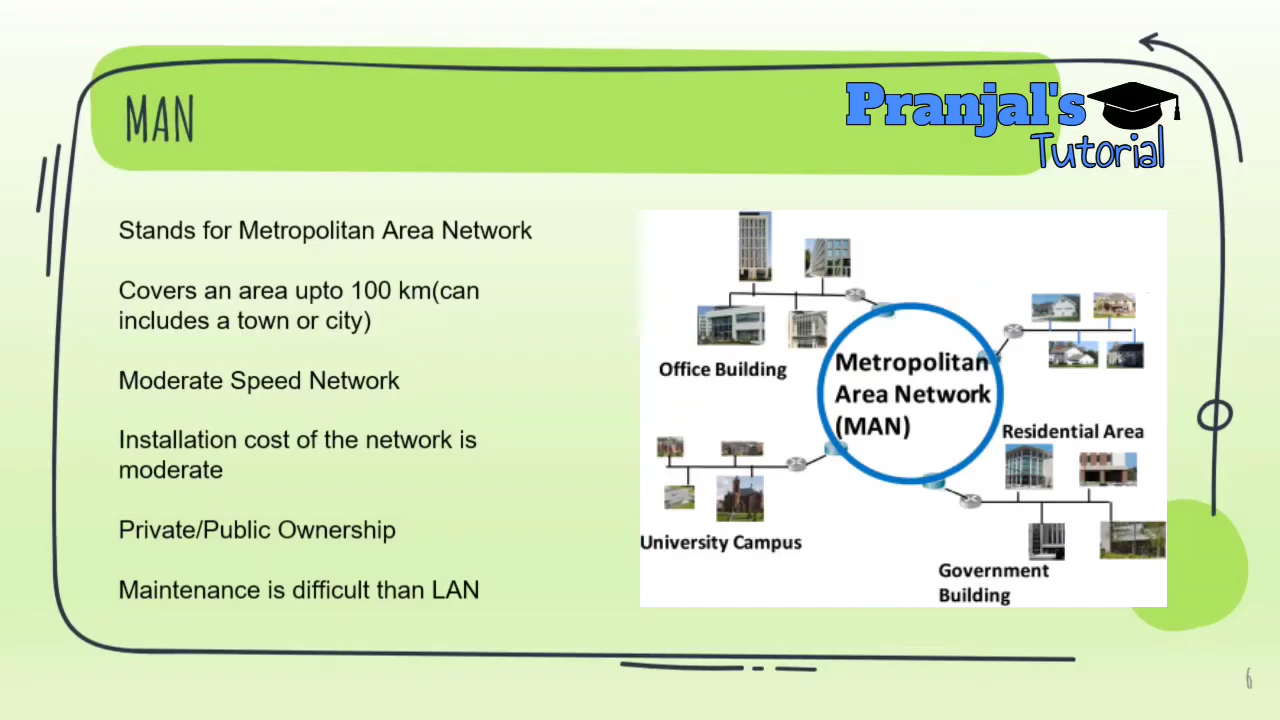 MAN
Pranjal's
Tutorial
Stands for Metropolitan Area Network
Covers an area upto 100 km(can
includes a town or city)
Moderate Speed Network
Installation cost of the network is
moderate
Private/Public Ownership
Maintenance is difficult than LAN
Office Building
Metropolitan
Area Network
(MAN)
Residential Area
University Campus
Government
Building
6